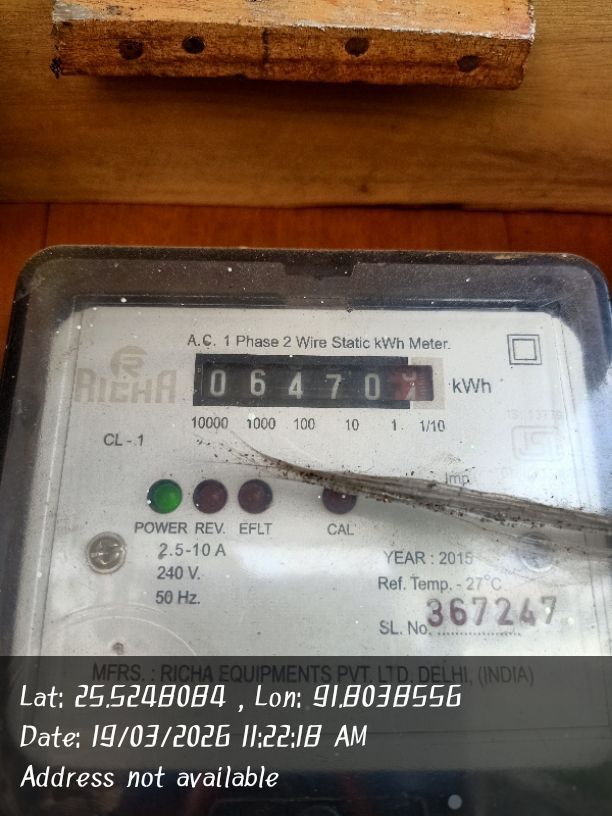 A.C. 1 Phase 2 Wire Static kWh Meter.
RICHA
0 6 4 7 0 kWh
10000 1000 100 10 1 1/10
CL - 1
Imp
POWER REV. EFLT CAL
2.5-10 A
240 V.
50 Hz.
YEAR : 2015
Ref. Temp. - 27°C
SL. No. 367247
MFRS. : RICHA EQUIPMENTS PVT. LTD. DELHI, (INDIA)
Lat: 25.5248084 , Lon: 91.8038556
Date: 19/03/2026 11:22:18 AM
Address not available